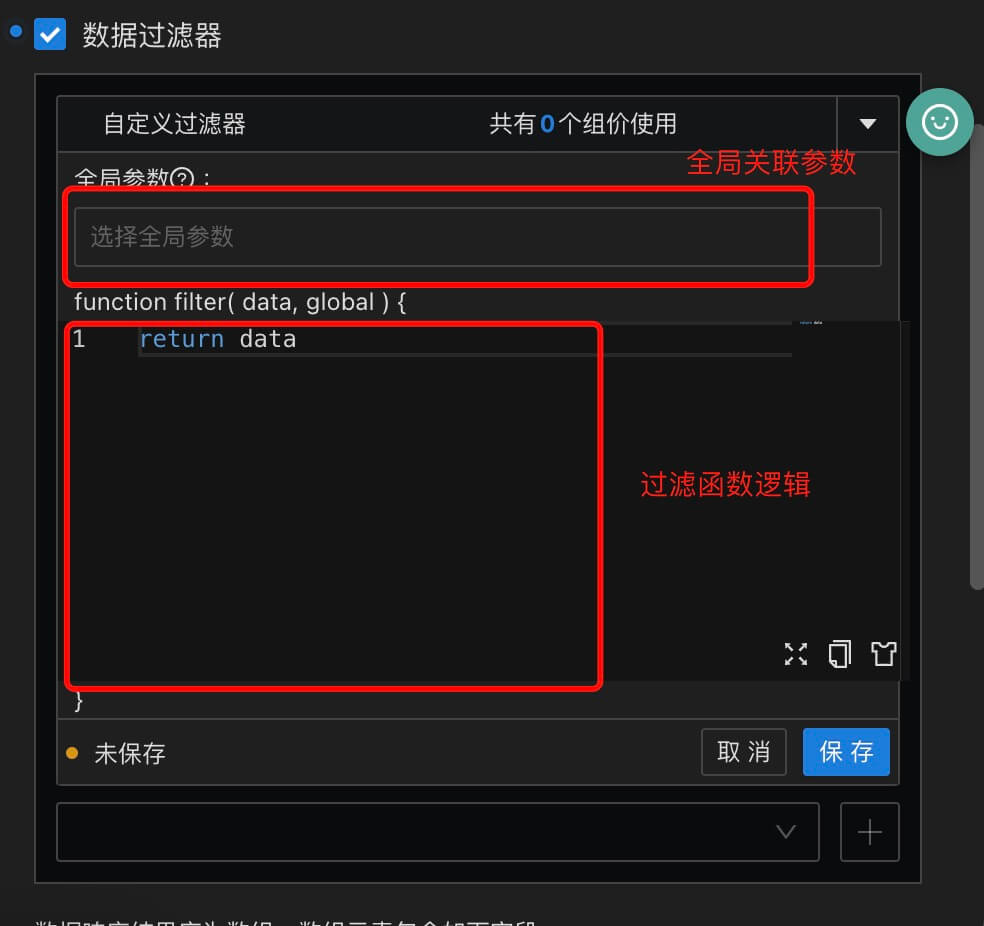 数据过滤器
自定义过滤器 共有0个组价使用
全局关联参数
全局参数? :
选择全局参数
function filter( data, global ) {
1 return data
过滤函数逻辑
}
未保存 取 消 保 存